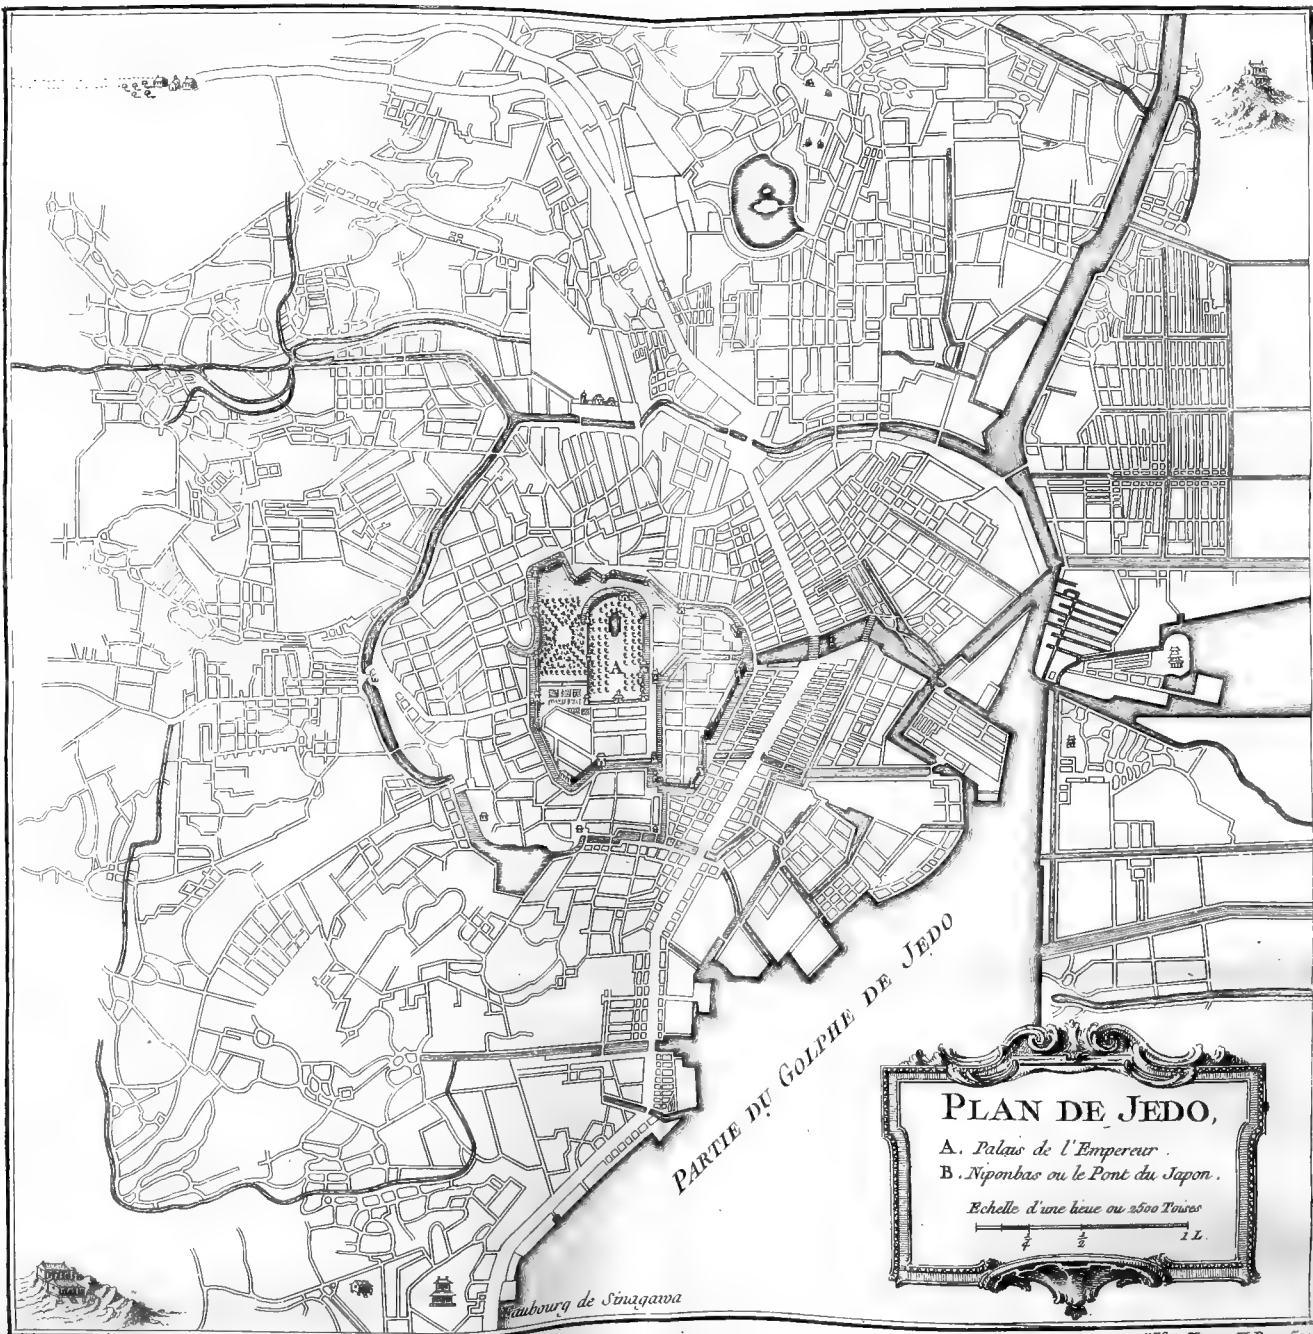 A
B
PARTIE DU GOLPHE DE JEDO
PLAN DE JEDO,
A. Palais de l'Empereur.
B. Niponbas ou le Pont du Japon.
Echelle d'une lieue ou 2500 Toises
1/4 1/2 1 L.
Faubourg de Sinagawa